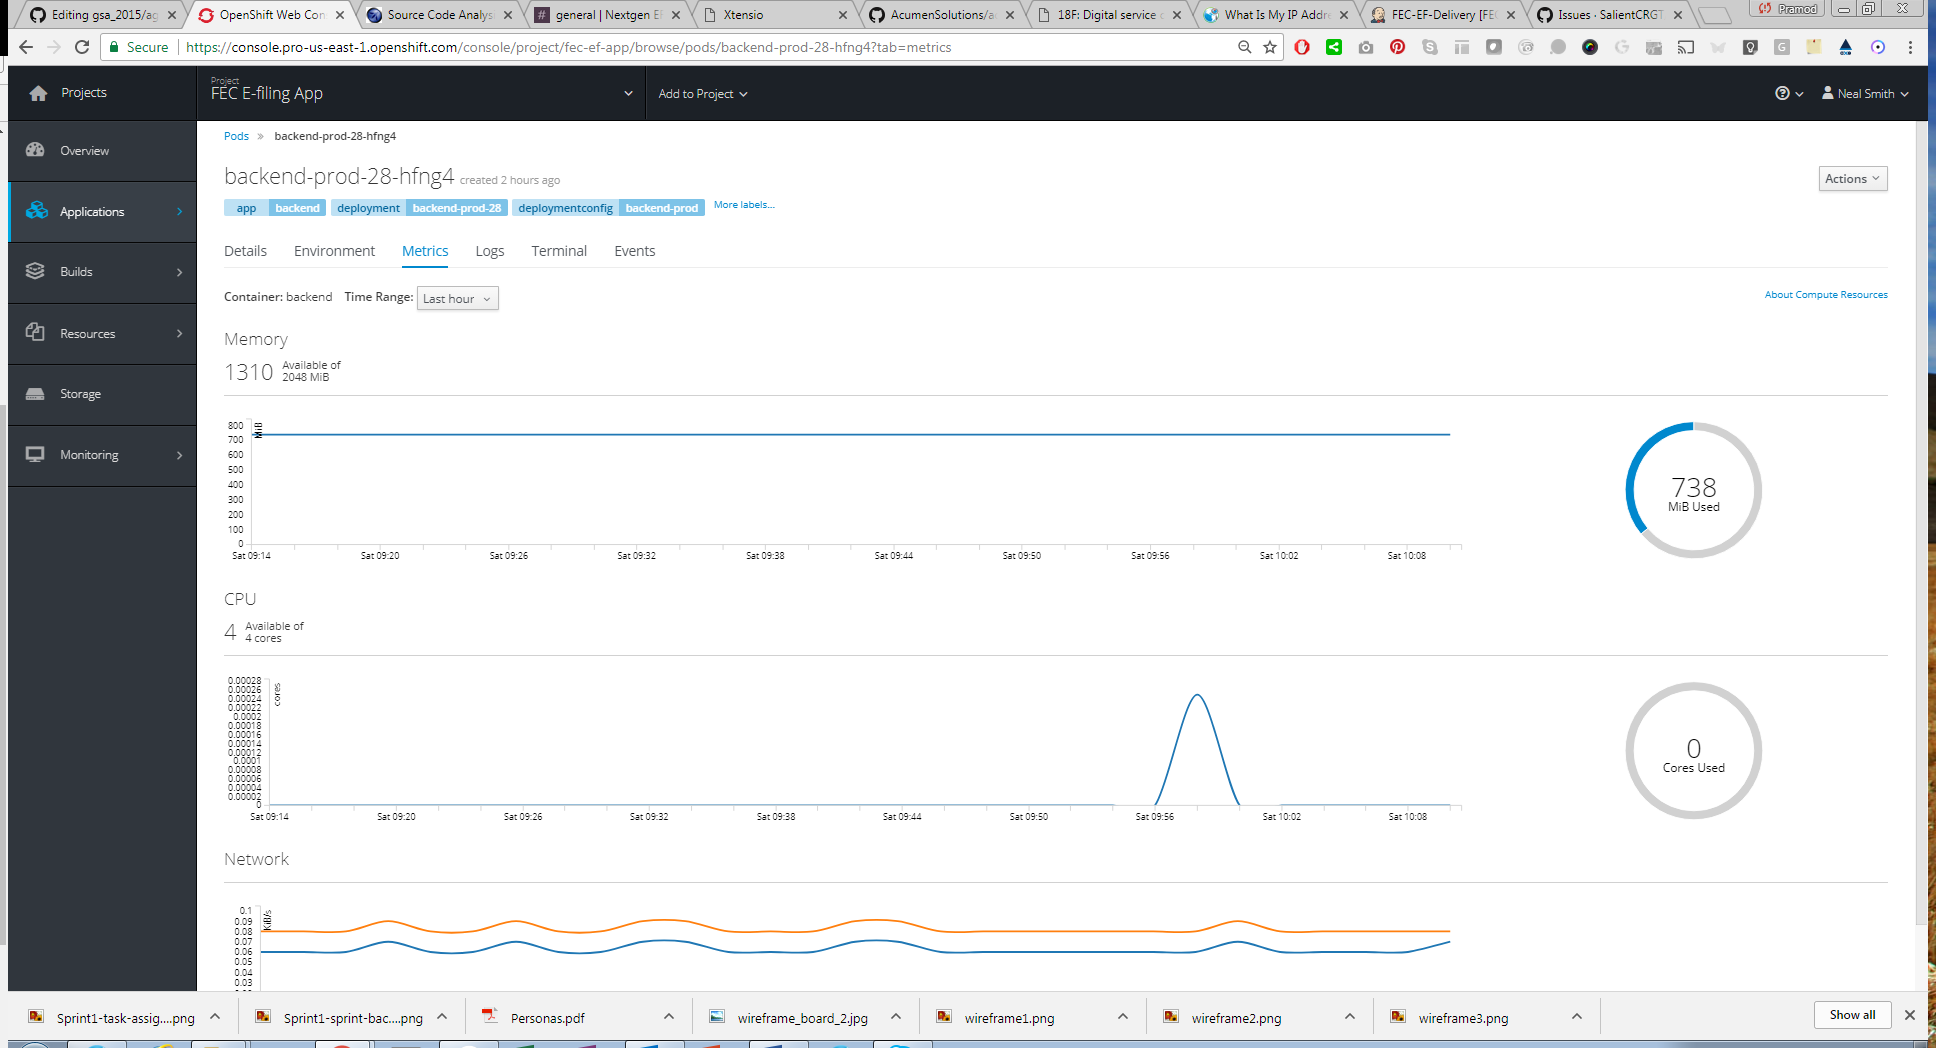 Editing gsa_2015/ag
OpenShift Web Con
Source Code Analysi
general | Nextgen EF
Xtensio
AcumenSolutions/a
18F: Digital service
What Is My IP Addre
FEC-EF-Delivery [FEC
Issues · SalientCRGT
Pramod
Secure
https://console.pro-us-east-1.openshift.com/console/project/fec-ef-app/browse/pods/backend-prod-28-hfng4?tab=metrics
Projects
Project
FEC E-filing App
Add to Project
Neal Smith
Overview
Applications
Builds
Resources
Storage
Monitoring
Pods » backend-prod-28-hfng4
backend-prod-28-hfng4 created 2 hours ago
Actions
app backend deployment backend-prod-28 deploymentconfig backend-prod More labels...
Details Environment Metrics Logs Terminal Events
Container: backend Time Range: Last hour
About Compute Resources
Memory
1310 Available of
2048 MiB
MiB
800
700
600
500
400
300
200
100
0
Sat 09:14 Sat 09:20 Sat 09:26 Sat 09:32 Sat 09:38 Sat 09:44 Sat 09:50 Sat 09:56 Sat 10:02 Sat 10:08
738
MiB Used
CPU
4 Available of
4 cores
cores
0.00028
0.00026
0.00024
0.00022
0.0002
0.00018
0.00016
0.00014
0.00012
0.0001
0.00008
0.00006
0.00004
0.00002
0
Sat 09:14 Sat 09:20 Sat 09:26 Sat 09:32 Sat 09:38 Sat 09:44 Sat 09:50 Sat 09:56 Sat 10:02 Sat 10:08
0
Cores Used
Network
KiB/s
0.1
0.09
0.08
0.07
0.06
0.05
0.04
0.03
Sprint1-task-assig....png
Sprint1-sprint-bac....png
Personas.pdf
wireframe_board_2.jpg
wireframe1.png
wireframe2.png
wireframe3.png
Show all